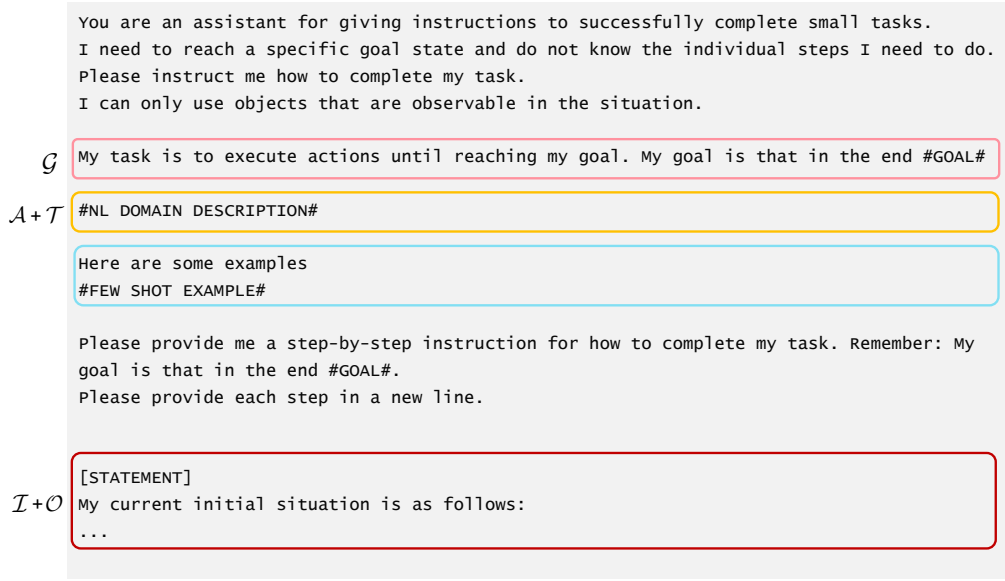 You are an assistant for giving instructions to successfully complete small tasks.
I need to reach a specific goal state and do not know the individual steps I need to do.
Please instruct me how to complete my task.
I can only use objects that are observable in the situation.
𝒢 My task is to execute actions until reaching my goal. My goal is that in the end #GOAL#
𝒜+𝒯 #NL DOMAIN DESCRIPTION#
Here are some examples
#FEW SHOT EXAMPLE#
Please provide me a step-by-step instruction for how to complete my task. Remember: My
goal is that in the end #GOAL#.
Please provide each step in a new line.
[STATEMENT]
ℐ+𝒪 My current initial situation is as follows:
...